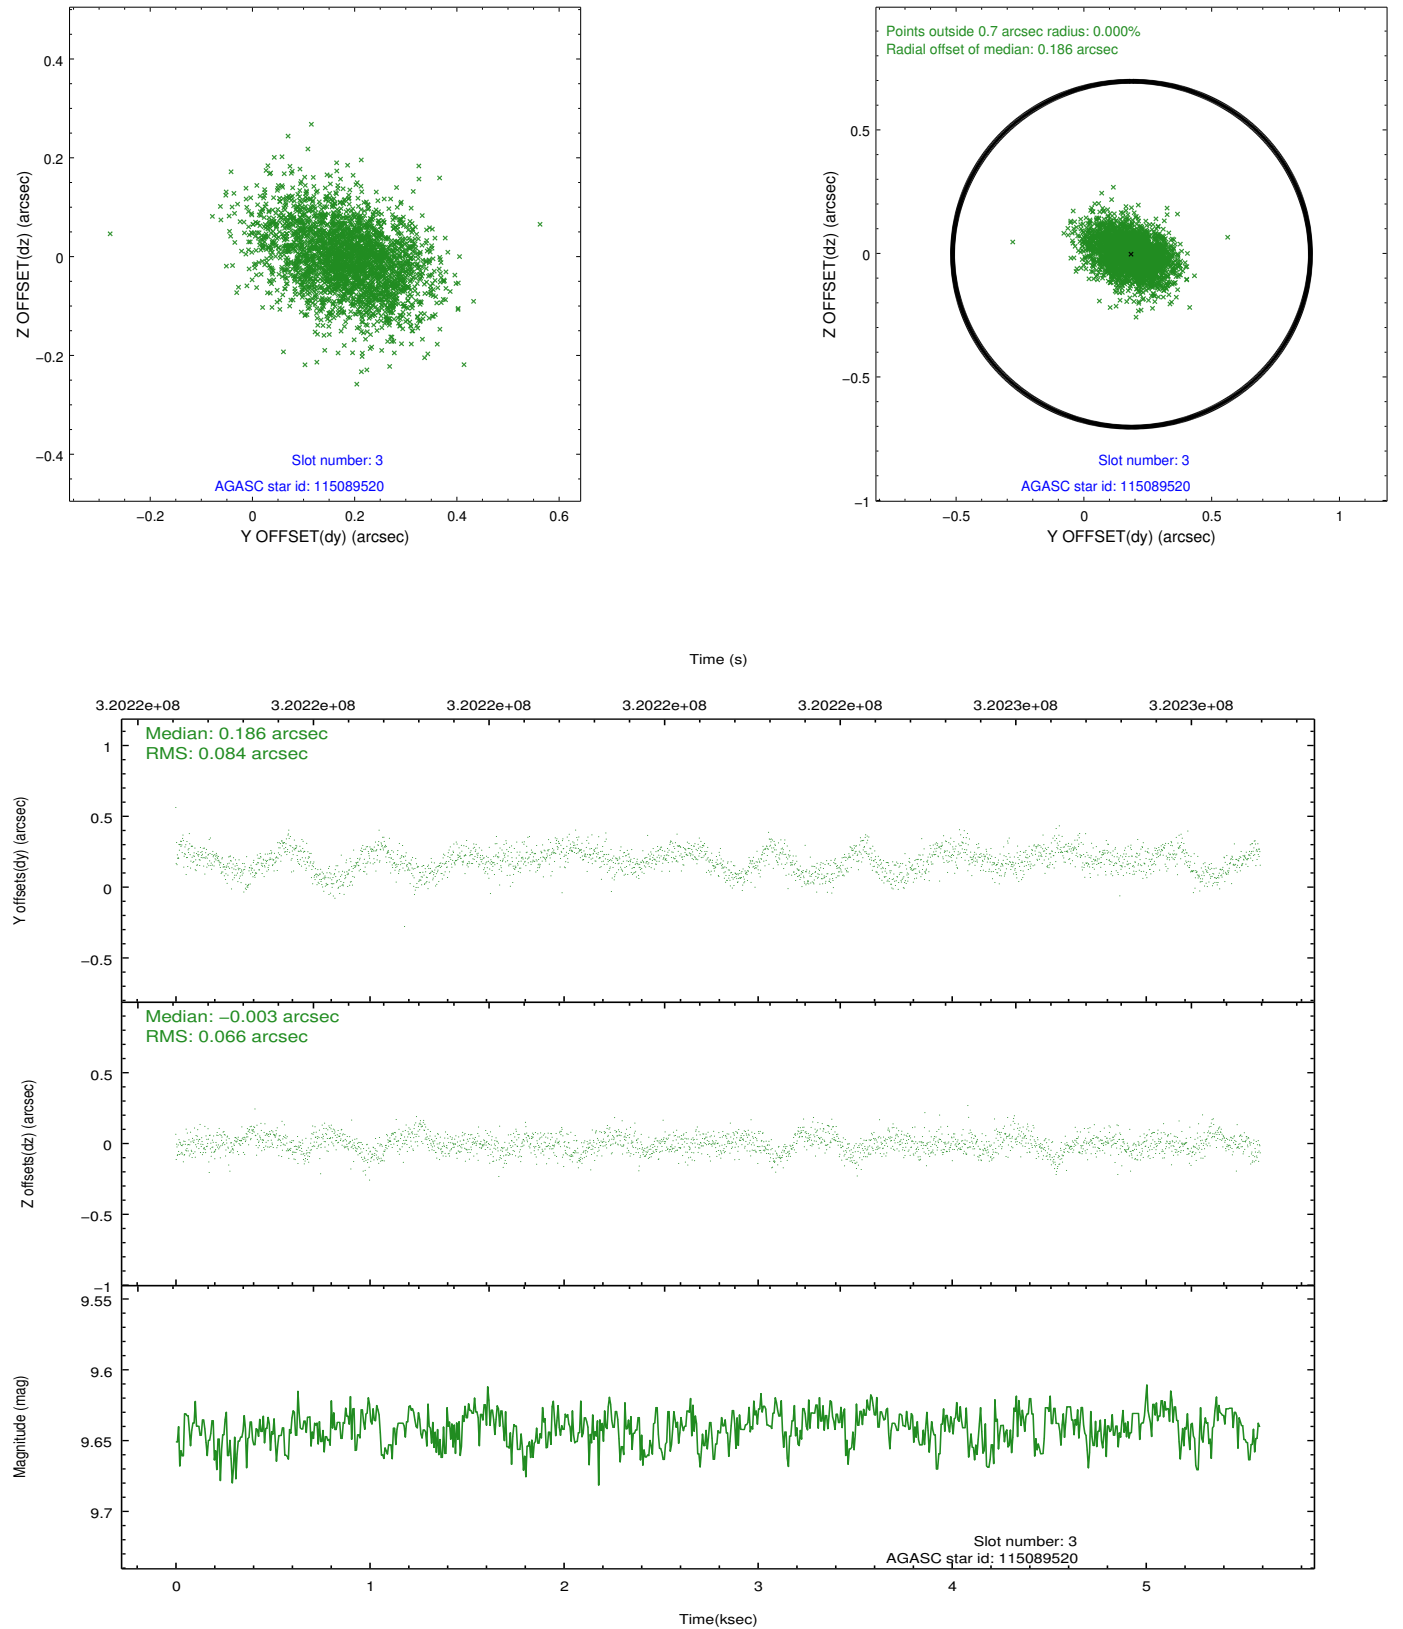 0.4
0.2
0
−0.2
−0.4
Z OFFSET(dz) (arcsec)
Slot number: 3
AGASC star id: 115089520
−0.2 0 0.2 0.4 0.6
Y OFFSET(dy) (arcsec)
Points outside 0.7 arcsec radius: 0.000%
Radial offset of median: 0.186 arcsec
0.5
0
−0.5
−1
Z OFFSET(dz) (arcsec)
Slot number: 3
AGASC star id: 115089520
−0.5 0 0.5 1
Y OFFSET(dy) (arcsec)
Time (s)
3.2022e+08 3.2022e+08 3.2022e+08 3.2022e+08 3.2022e+08 3.2023e+08 3.2023e+08
Median: 0.186 arcsec
RMS: 0.084 arcsec
1
0.5
0
−0.5
Y offsets(dy) (arcsec)
Median: −0.003 arcsec
RMS: 0.066 arcsec
0.5
0
−0.5
−1
Z offsets(dz) (arcsec)
9.55
9.6
9.65
9.7
Magnitude (mag)
Slot number: 3
AGASC star id: 115089520
0 1 2 3 4 5
Time(ksec)